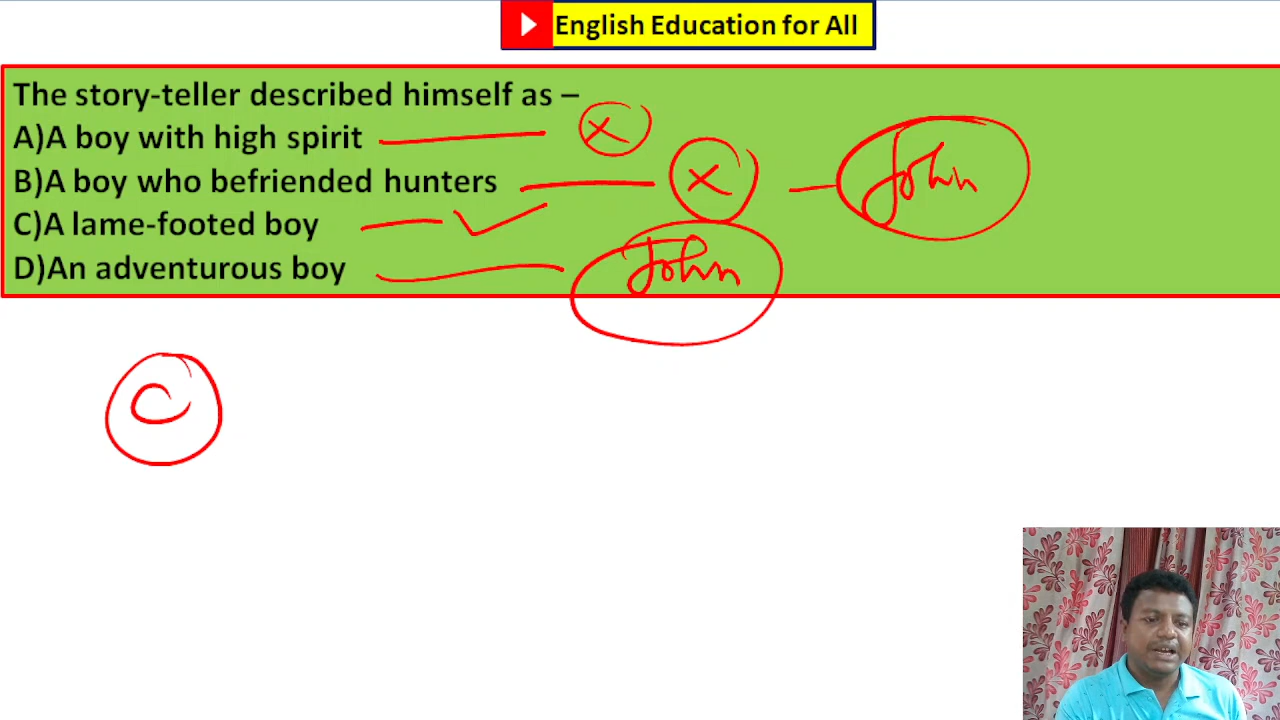 English Education for All
The story-teller described himself as –
A)A boy with high spirit
B)A boy who befriended hunters John
C)A lame-footed boy
D)An adventurous boy John
C